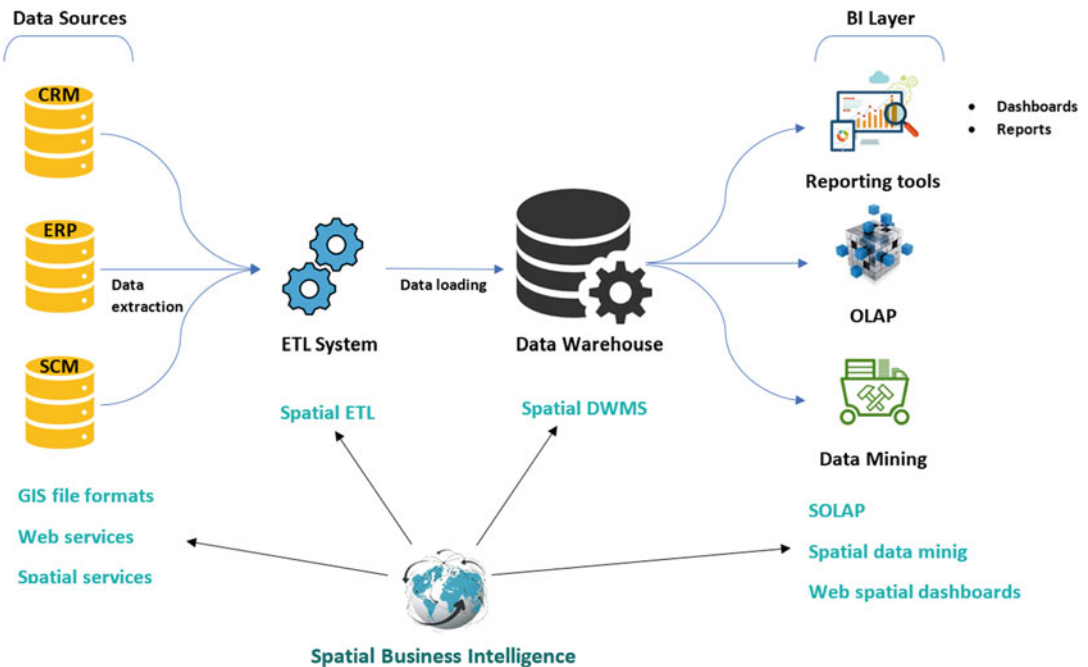 Data Sources
BI Layer
CRM
ERP
SCM
Data
extraction
ETL System
Data loading
Data Warehouse
Reporting tools
• Dashboards
• Reports
OLAP
Data Mining
Spatial ETL
Spatial DWMS
GIS file formats
Web services
Spatial services
SOLAP
Spatial data minig
Web spatial dashboards
Spatial Business Intelligence